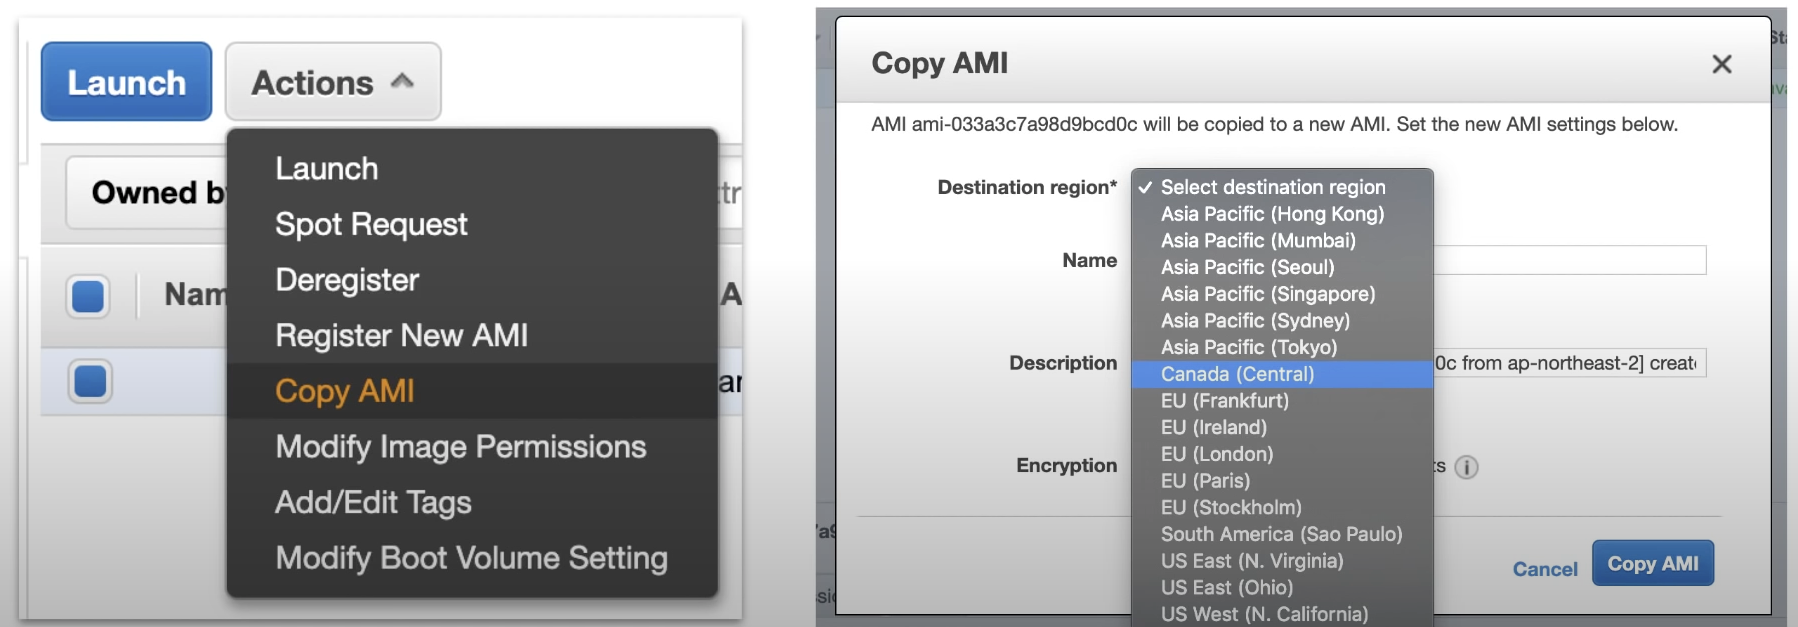 Launch
Actions
Launch
Spot Request
Deregister
Register New AMI
Copy AMI
Modify Image Permissions
Add/Edit Tags
Modify Boot Volume Setting
Owned b
ttr
Nam
A
ar
Copy AMI
AMI ami-033a3c7a98d9bcd0c will be copied to a new AMI. Set the new AMI settings below.
Destination region*
Select destination region
Asia Pacific (Hong Kong)
Asia Pacific (Mumbai)
Asia Pacific (Seoul)
Asia Pacific (Singapore)
Asia Pacific (Sydney)
Asia Pacific (Tokyo)
Canada (Central)
EU (Frankfurt)
EU (Ireland)
EU (London)
EU (Paris)
EU (Stockholm)
South America (Sao Paulo)
US East (N. Virginia)
US East (Ohio)
US West (N. California)
Name
Description
0c from ap-northeast-2] create
Encryption
ts
Cancel
Copy AMI